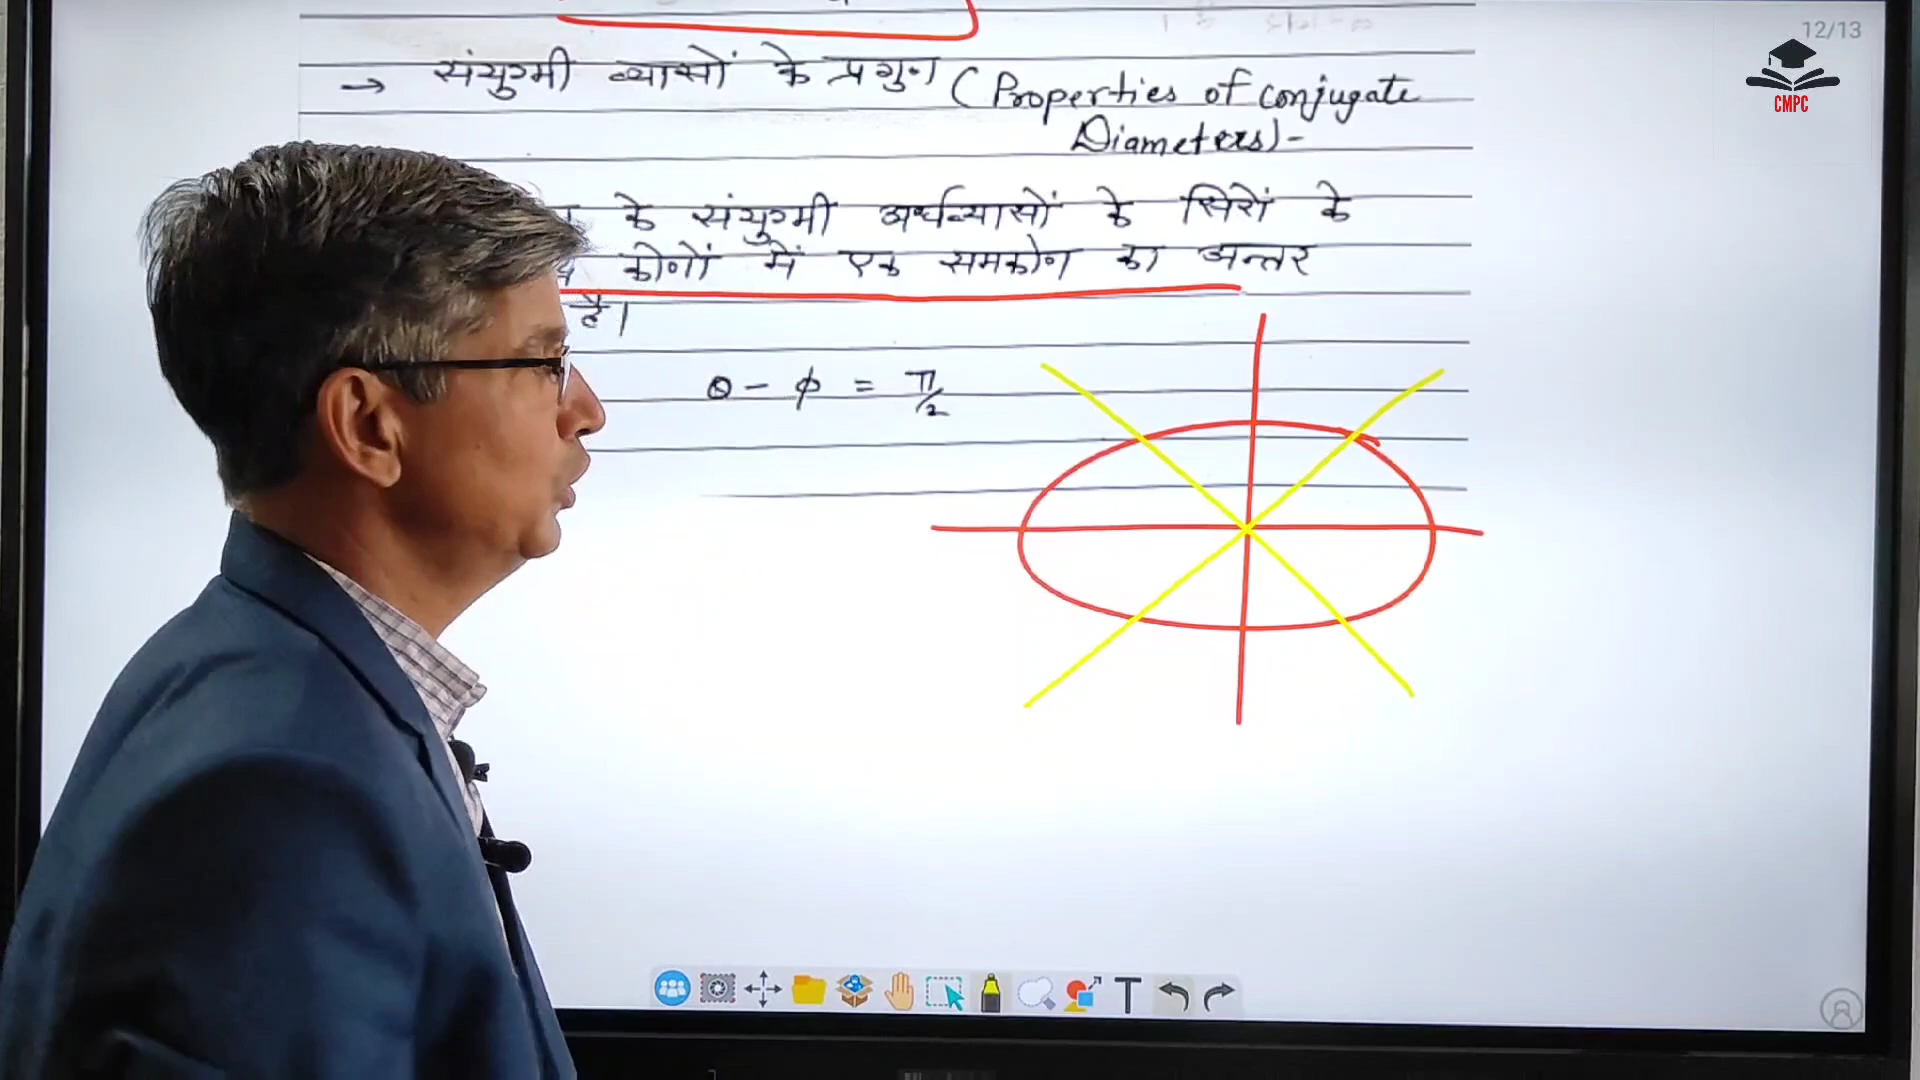 12/13
CMPC
→ संयुग्मी व्यासों के प्रगुण (Properties of conjugate
Diameters) -
के संयुग्मी अर्धव्यासों के सिरों के
कोणों में एक समकोण का अन्तर
है।
θ - ϕ = π/2
T